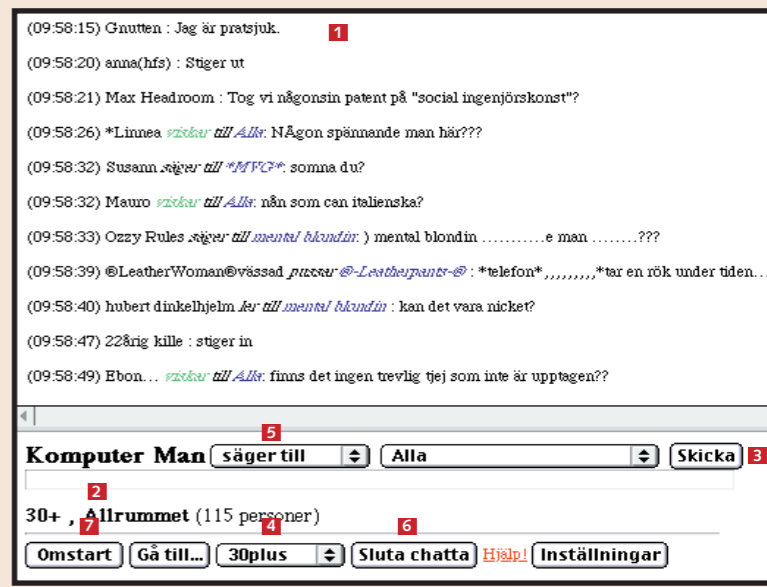 (09:58:15) Gnutten : Jag är pratsjuk. 1
(09:58:20) anna(hfs) : Stiger ut
(09:58:21) Max Headroom : Tog vi någonsin patent på "social ingenjörskonst"?
(09:58:26) *Linnea viskar till Alla: NÅgon spännande man här???
(09:58:32) Susann säger till *MVG*: somna du?
(09:58:32) Mauro viskar till Alla: nån som can italienska?
(09:58:33) Ozzy Rules säger till mental blondin: ) mental blondin ...........e man ........???
(09:58:39) ®LeatherWoman®vässad pussar ®-Leatherpants-® : *telefon*,,,,,,,,,*tar en rök under tiden...
(09:58:40) hubert dinkelhjelm ler till mental blondin : kan det vara nicket?
(09:58:47) 22årig kille : stiger in
(09:58:49) Ebon... viskar till Alla: finns det ingen trevlig tjej som inte är upptagen??
5
Komputer Man säger till Alla Skicka 3
2
30+ , Allrummet (115 personer)
7 4 6
Omstart Gå till... 30plus Sluta chatta Hjälp! Inställningar